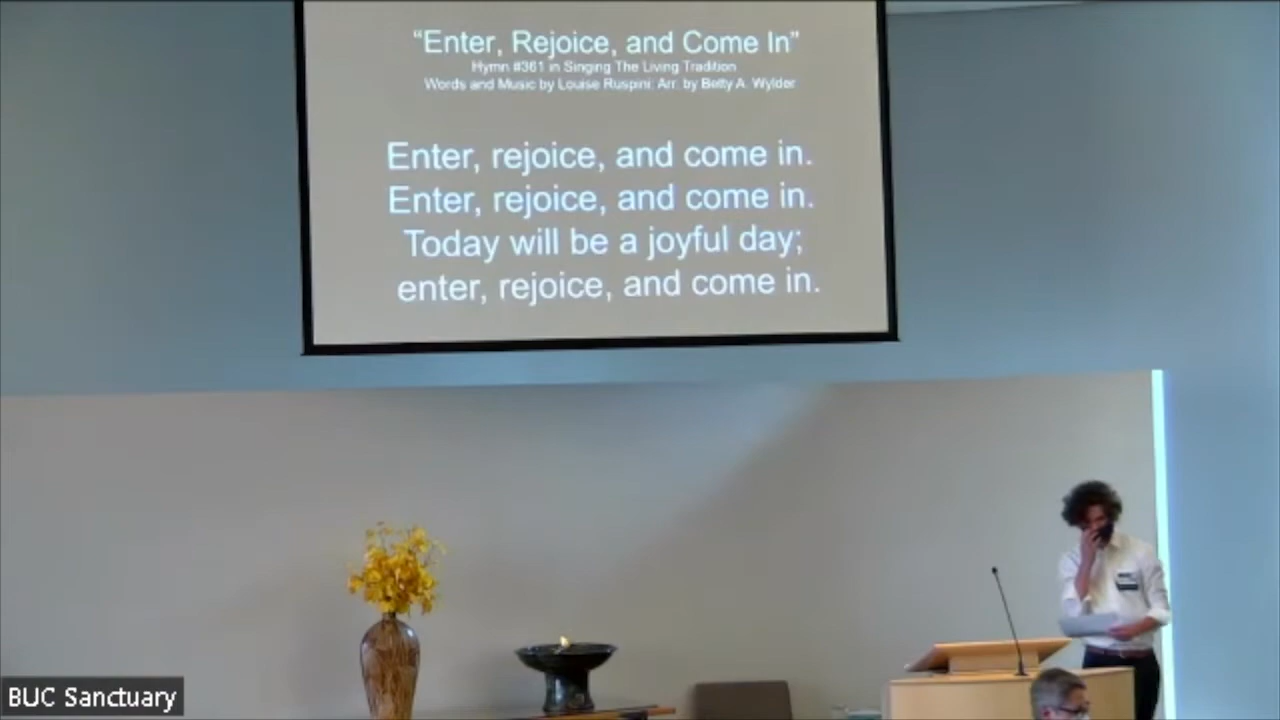 “Enter, Rejoice, and Come In”
Hymn #361 in Singing The Living Tradition
Words and Music by Louise Ruspini. Arr. by Betty A. Wylder
Enter, rejoice, and come in.
Enter, rejoice, and come in.
Today will be a joyful day;
enter, rejoice, and come in.
BUC Sanctuary